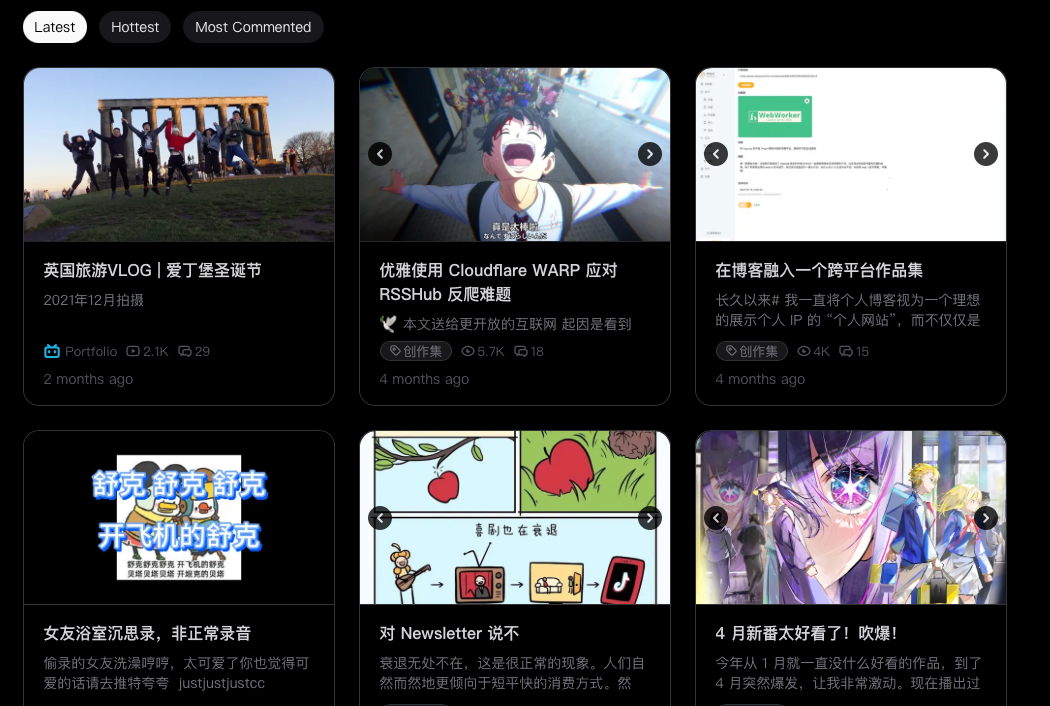 Latest
Hottest
Most Commented
WebWorker
真是太棒啦
英国旅游VLOG | 爱丁堡圣诞节
2021年12月拍摄
Portfolio 2.1K 29
2 months ago
优雅使用 Cloudflare WARP 应对
RSSHub 反爬难题
🕊️ 本文送给更开放的互联网 起因是看到
创作集 5.7K 18
4 months ago
在博客融入一个跨平台作品集
长久以来# 我一直将个人博客视为一个理想
的展示个人 IP 的 “个人网站”，而不仅仅是
创作集 4K 15
4 months ago
舒克 舒克 舒克
开飞机的舒克
舒克舒克舒克 开飞机的舒克
贝塔贝塔贝塔 开坦克的贝塔
喜剧也在衰退
女友浴室沉思录，非正常录音
偷录的女友洗澡哼哼，太可爱了你也觉得可
爱的话请去推特夸夸 justjustjustcc
对 Newsletter 说不
衰退无处不在，这是很正常的现象。人们自
然而然地更倾向于短平快的消费方式。然
4 月新番太好看了！吹爆！
今年从 1 月就一直没什么好看的作品，到了
4 月突然爆发，让我非常激动。现在播出过